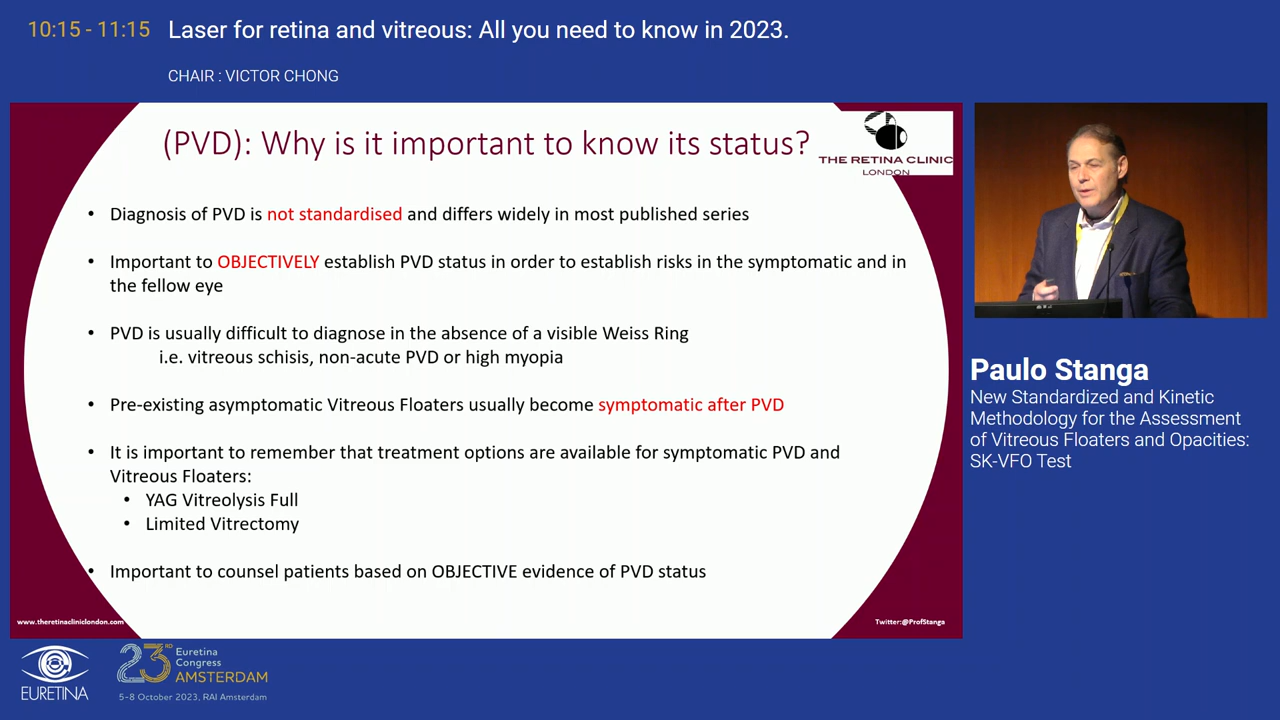 10:15 - 11:15
Laser for retina and vitreous: All you need to know in 2023.
CHAIR : VICTOR CHONG
(PVD): Why is it important to know its status?
THE RETINA CLINIC
LONDON
• Diagnosis of PVD is not standardised and differs widely in most published series
• Important to OBJECTIVELY establish PVD status in order to establish risks in the symptomatic and in
the fellow eye
• PVD is usually difficult to diagnose in the absence of a visible Weiss Ring
i.e. vitreous schisis, non-acute PVD or high myopia
• Pre-existing asymptomatic Vitreous Floaters usually become symptomatic after PVD
• It is important to remember that treatment options are available for symptomatic PVD and
Vitreous Floaters:
• YAG Vitreolysis Full
• Limited Vitrectomy
• Important to counsel patients based on OBJECTIVE evidence of PVD status
www.theretinacliniclondon.com
Twitter:@ProfStanga
Paulo Stanga
New Standardized and Kinetic
Methodology for the Assessment
of Vitreous Floaters and Opacities:
SK-VFO Test
EURETINA
23RD
Euretina
Congress
AMSTERDAM
5-8 October 2023, RAI Amsterdam